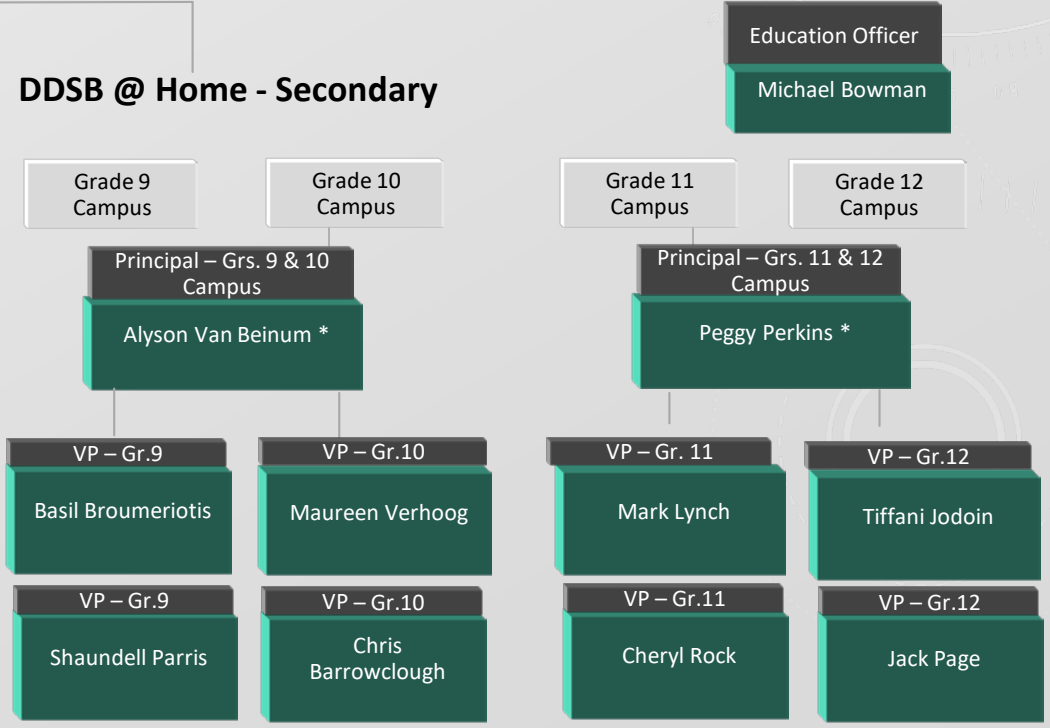 Education Officer
Michael Bowman
DDSB @ Home - Secondary
Grade 9
Campus
Grade 10
Campus
Grade 11
Campus
Grade 12
Campus
Principal – Grs. 9 & 10
Campus
Alyson Van Beinum *
Principal – Grs. 11 & 12
Campus
Peggy Perkins *
VP – Gr.9
Basil Broumeriotis
VP – Gr.10
Maureen Verhoog
VP – Gr. 11
Mark Lynch
VP – Gr.12
Tiffani Jodoin
VP – Gr.9
Shaundell Parris
VP – Gr.10
Chris
Barrowclough
VP – Gr.11
Cheryl Rock
VP – Gr.12
Jack Page